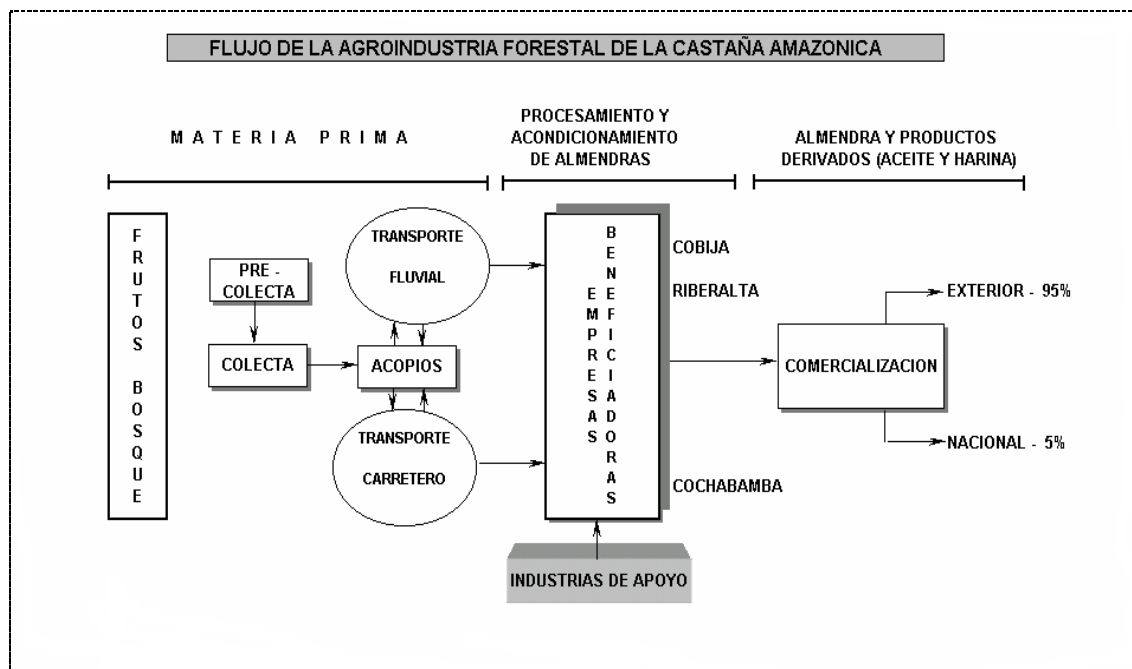 FLUJO DE LA AGROINDUSTRIA FORESTAL DE LA CASTAÑA AMAZONICA
MATERIA PRIMA
PROCESAMIENTO Y
ACONDICIONAMIENTO
DE ALMENDRAS
ALMENDRA Y PRODUCTOS
DERIVADOS (ACEITE Y HARINA)
FRUTOS BOSQUE
PRE -
COLECTA
COLECTA
TRANSPORTE
FLUVIAL
ACOPIOS
TRANSPORTE
CARRETERO
EMPRESAS
BENEFICIADORAS
COBIJA
RIBERALTA
COCHABAMBA
INDUSTRIAS DE APOYO
COMERCIALIZACION
EXTERIOR - 95%
NACIONAL - 5%